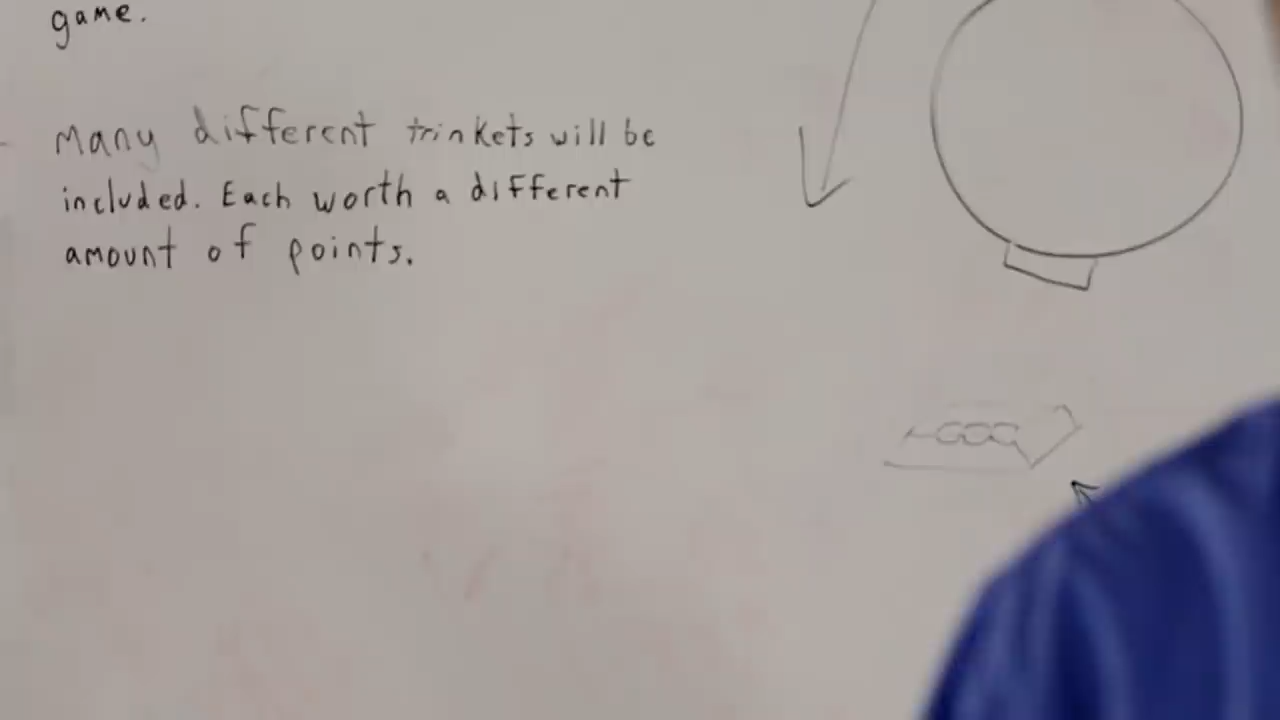 game.
Many different trinkets will be
included. Each worth a different
amount of points.